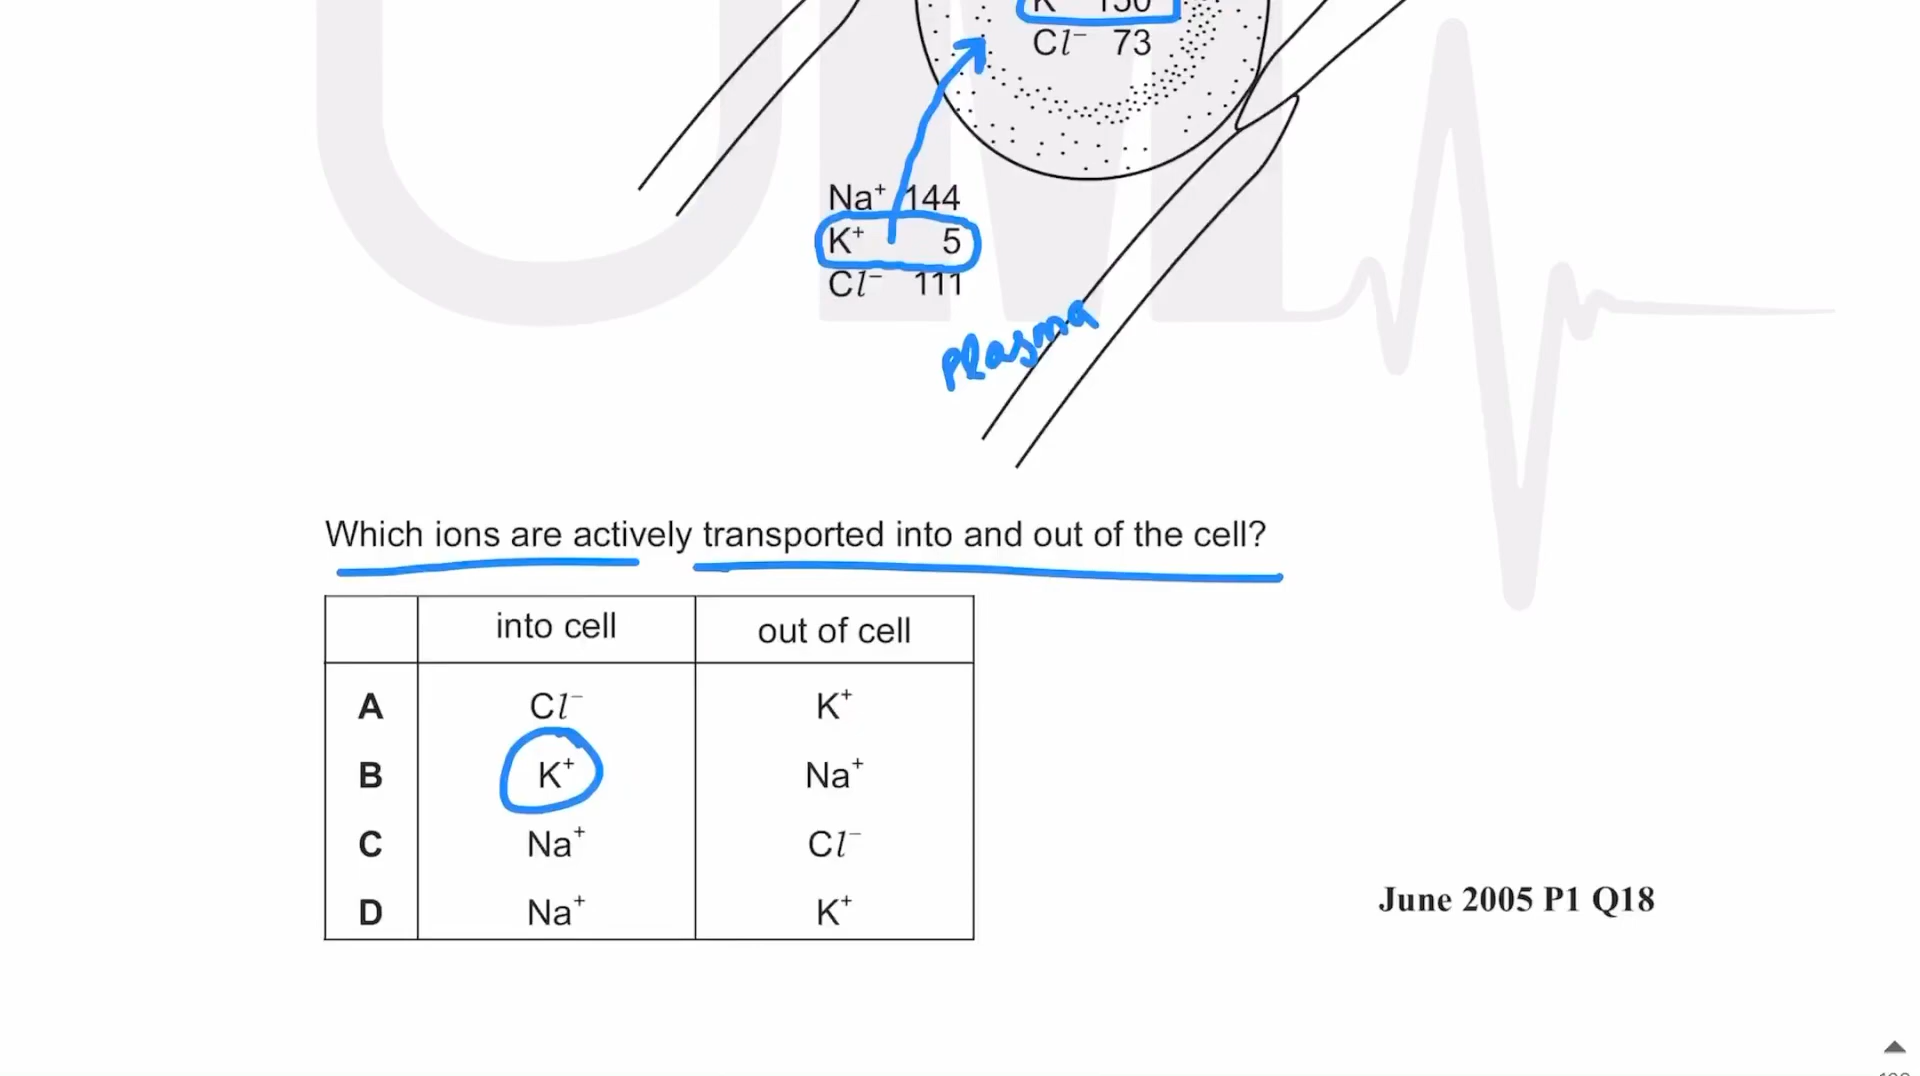 K 150
Cl⁻ 73
Na⁺ 144
K⁺ 5
Cl⁻ 111
Plasma
Which ions are actively transported into and out of the cell?
into cell out of cell
A Cl⁻ K⁺
B K⁺ Na⁺
C Na⁺ Cl⁻
D Na⁺ K⁺
June 2005 P1 Q18